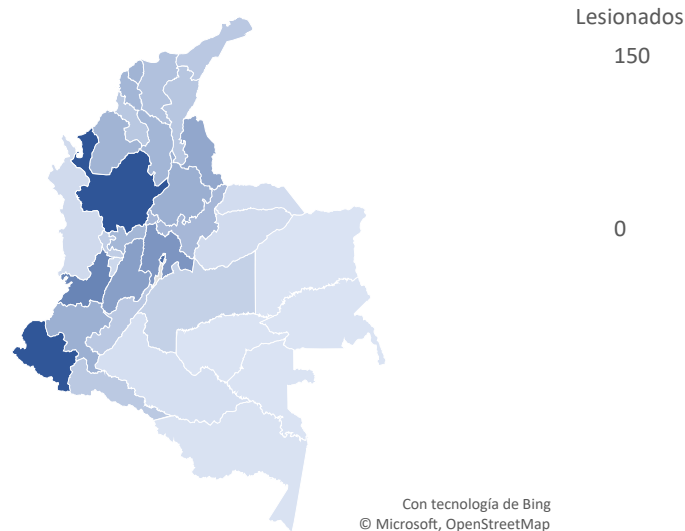 Lesionados
150
0
Con tecnología de Bing
© Microsoft, OpenStreetMap